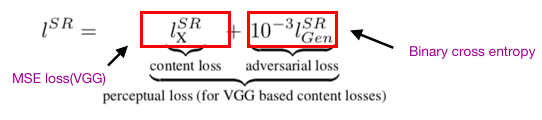 l^{SR} = l_X^{SR} + 10^{-3} l_{Gen}^{SR}
Binary cross entropy
MSE loss(VGG)
content loss adversarial loss
perceptual loss (for VGG based content losses)